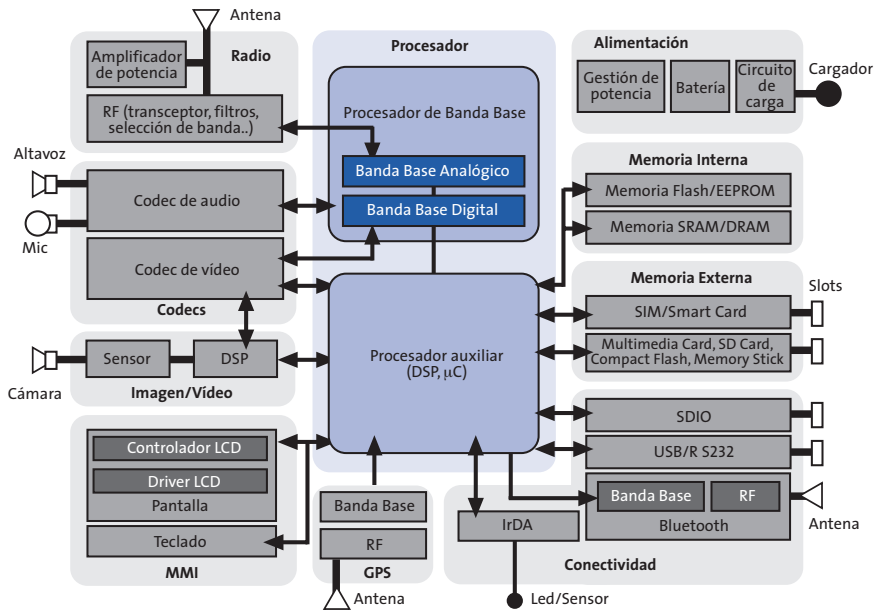 Antena
Radio
Amplificador
de potencia
RF (transceptor, filtros,
selección de banda..)
Procesador
Procesador de Banda Base
Banda Base Analógico
Banda Base Digital
Alimentación
Gestión de
potencia
Batería
Circuito
de
carga
Cargador
Altavoz
Mic
Codec de audio
Codec de vídeo
Codecs
Memoria Interna
Memoria Flash/EEPROM
Memoria SRAM/DRAM
Memoria Externa
Slots
SIM/Smart Card
Multimedia Card, SD Card,
Compact Flash, Memory Stick
Procesador auxiliar
(DSP, μC)
Cámara
Sensor
DSP
Imagen/Vídeo
Controlador LCD
Driver LCD
Pantalla
Teclado
MMI
Banda Base
RF
GPS
Antena
SDIO
USB/R S232
Banda Base
RF
Bluetooth
Antena
IrDA
Conectividad
Led/Sensor